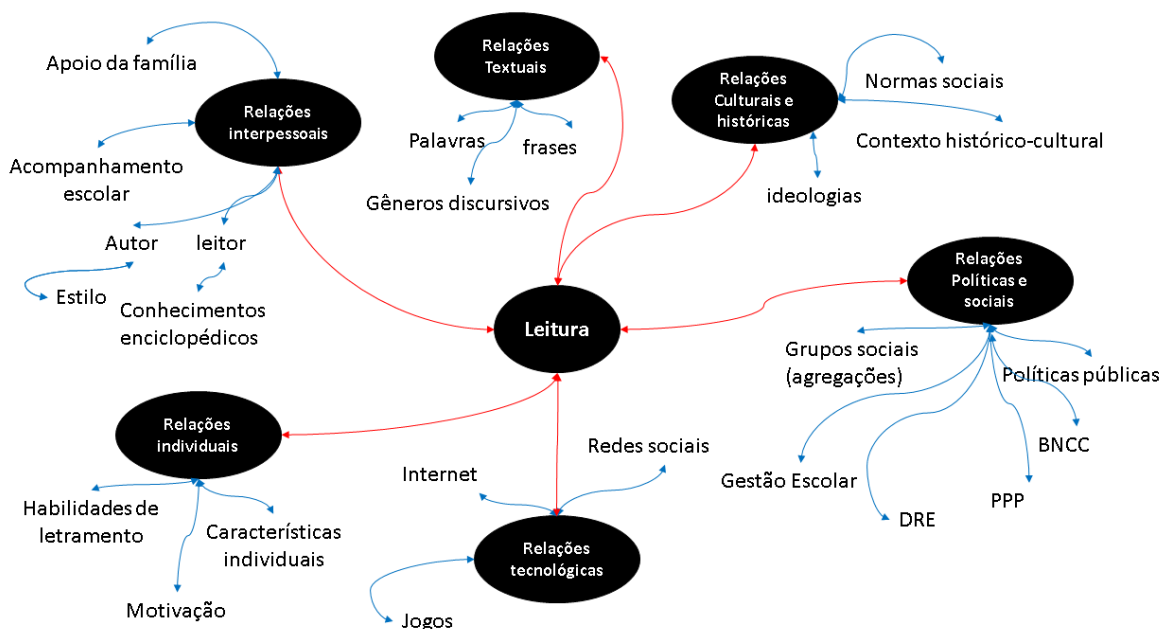 Apoio da família
Relações
interpessoais
Acompanhamento
escolar
Autor
leitor
Estilo
Conhecimentos
enciclopédicos
Relações
Textuais
Palavras
frases
Gêneros discursivos
Relações
Culturais e
históricas
Normas sociais
Contexto histórico-cultural
ideologias
Leitura
Relações
Políticas e
sociais
Grupos sociais
(agregações)
Políticas públicas
BNCC
PPP
DRE
Gestão Escolar
Relações
individuais
Habilidades de
letramento
Características
individuais
Motivação
Internet
Redes sociais
Relações
tecnológicas
Jogos